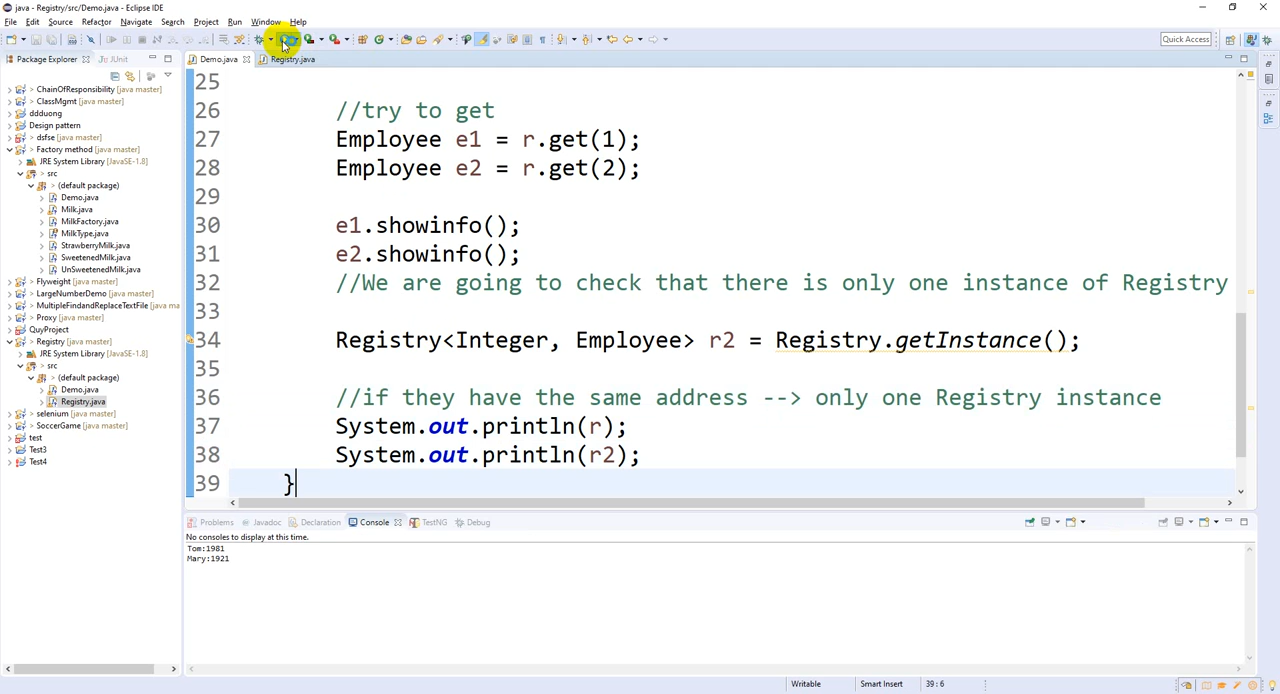 java - Registry/src/Demo.java - Eclipse IDE
File Edit Source Refactor Navigate Search Project Run Window Help
Quick Access
Package Explorer JUnit
Demo.java Registry.java
ChainOfResponsibility [java master]
ClassMgmt [java master]
ddduong
Design pattern
dsfse [java master]
Factory method [java master]
JRE System Library [JavaSE-1.8]
src
(default package)
Demo.java
Milk.java
MilkFactory.java
MilkType.java
StrawberryMilk.java
SweetenedMilk.java
UnSweetenedMilk.java
Flyweight [java master]
LargeNumberDemo [java master]
MultipleFindandReplaceTextFile [java ma
Proxy [java master]
QuyProject
Registry [java master]
JRE System Library [JavaSE-1.8]
src
(default package)
Demo.java
Registry.java
selenium [java master]
SoccerGame [java master]
test
Test3
Test4
25
26 //try to get
27 Employee e1 = r.get(1);
28 Employee e2 = r.get(2);
29
30 e1.showinfo();
31 e2.showinfo();
32 //We are going to check that there is only one instance of Registry
33
34 Registry<Integer, Employee> r2 = Registry.getInstance();
35
36 //if they have the same address --> only one Registry instance
37 System.out.println(r);
38 System.out.println(r2);
39 }
Problems Javadoc Declaration Console TestNG Debug
No consoles to display at this time.
Tom:1981
Mary:1921
Writable Smart Insert 39 : 6